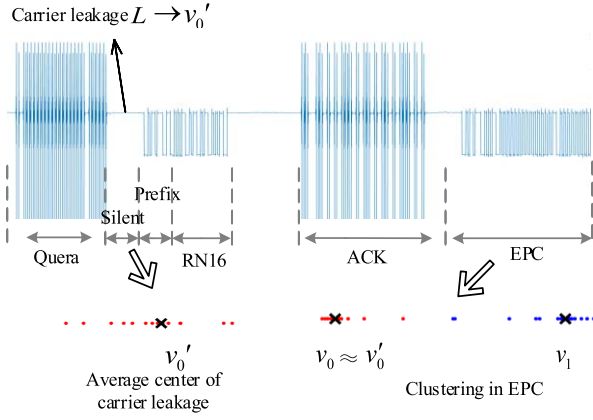 Carrier leakage L → v₀′
Prefix
Silent
Quera
RN16
ACK
EPC
v₀′
v₀ ≈ v₀′
v₁
Average center of
carrier leakage
Clustering in EPC